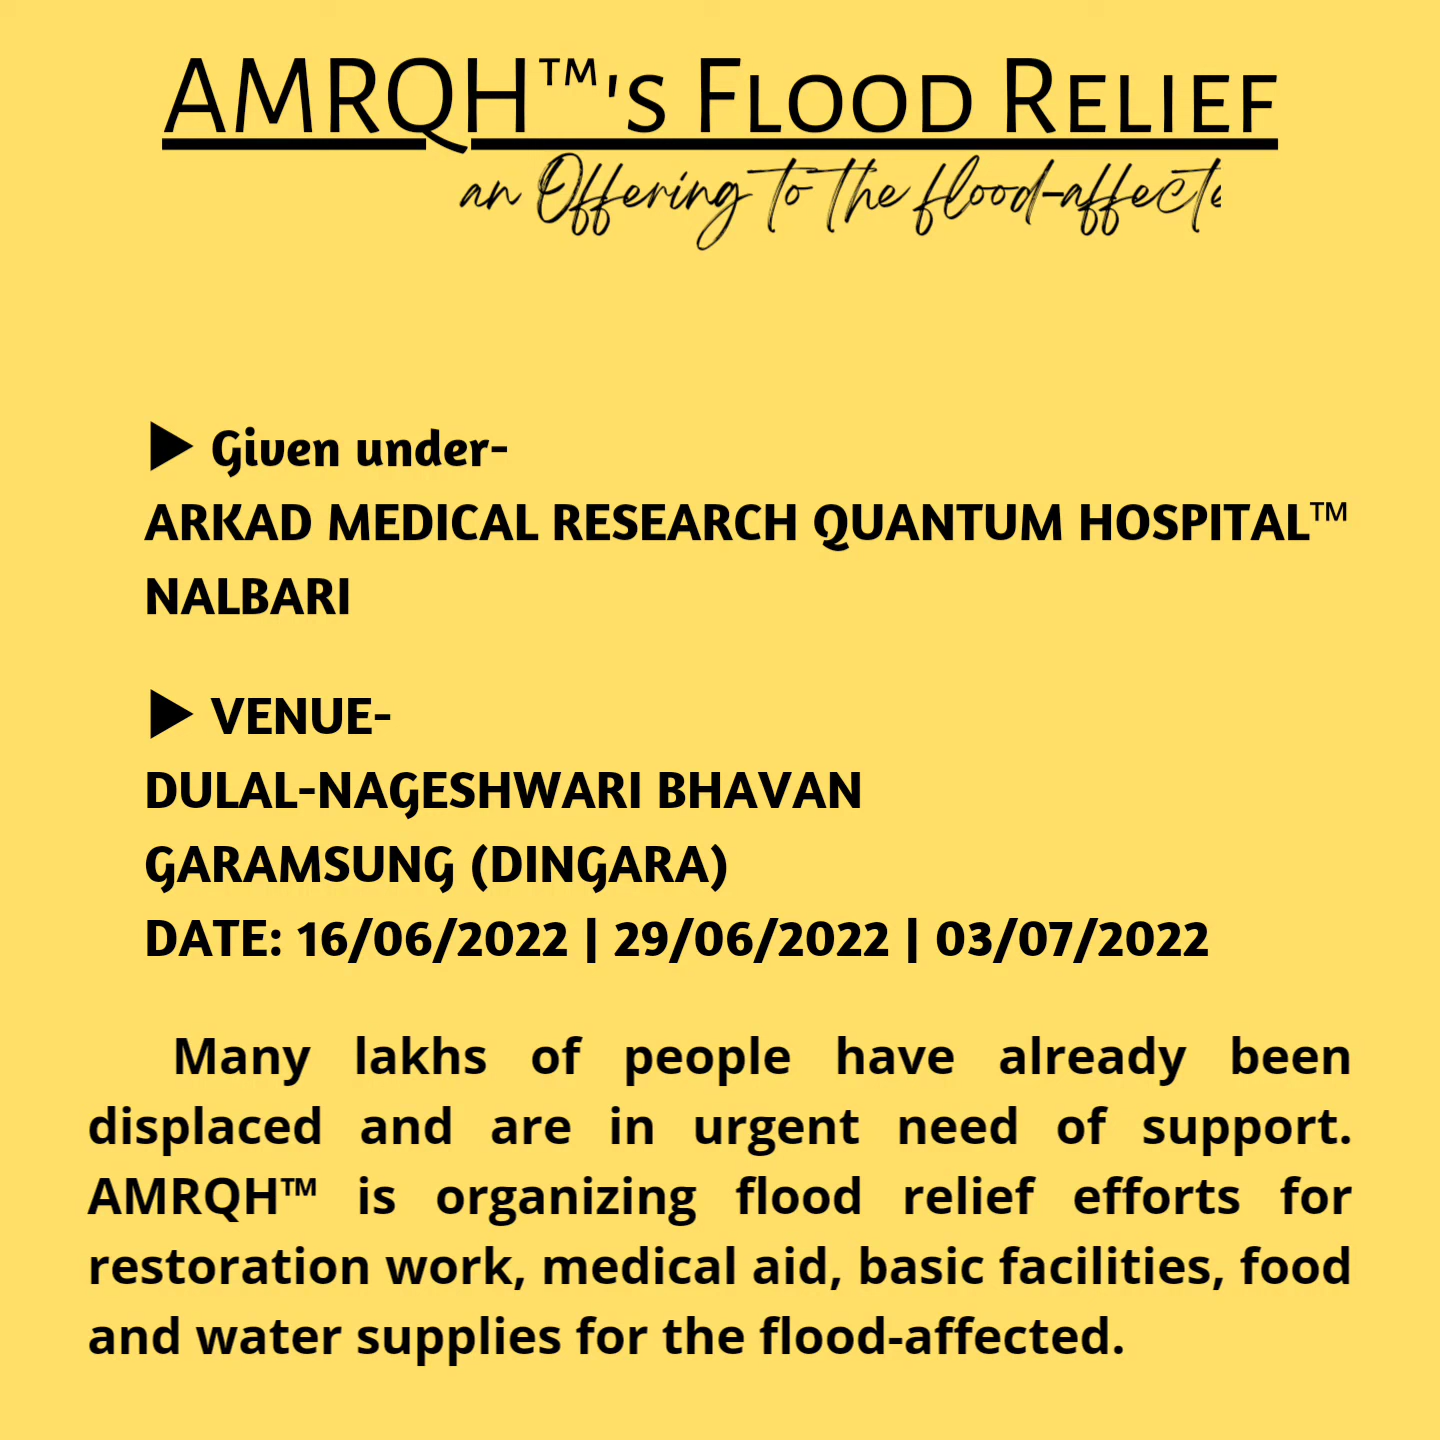 AMRQH™'s Flood Relief
an Offering to the flood-affecte
▶ Given under-
ARKAD MEDICAL RESEARCH QUANTUM HOSPITAL™
NALBARI
▶ VENUE-
DULAL-NAGESHWARI BHAVAN
GARAMSUNG (DINGARA)
DATE: 16/06/2022 | 29/06/2022 | 03/07/2022
Many lakhs of people have already been
displaced and are in urgent need of support.
AMRQH™ is organizing flood relief efforts for
restoration work, medical aid, basic facilities, food
and water supplies for the flood-affected.